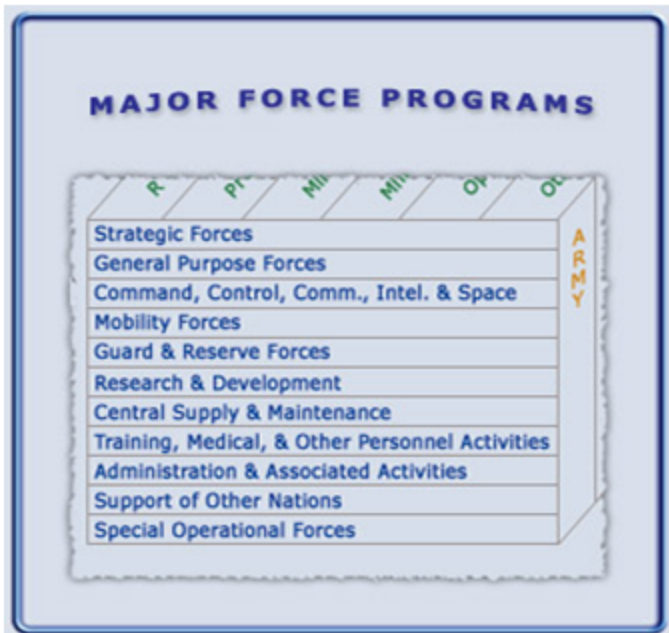 MAJOR FORCE PROGRAMS
Strategic Forces
General Purpose Forces
Command, Control, Comm., Intel. & Space
Mobility Forces
Guard & Reserve Forces
Research & Development
Central Supply & Maintenance
Training, Medical, & Other Personnel Activities
Administration & Associated Activities
Support of Other Nations
Special Operational Forces
ARMY